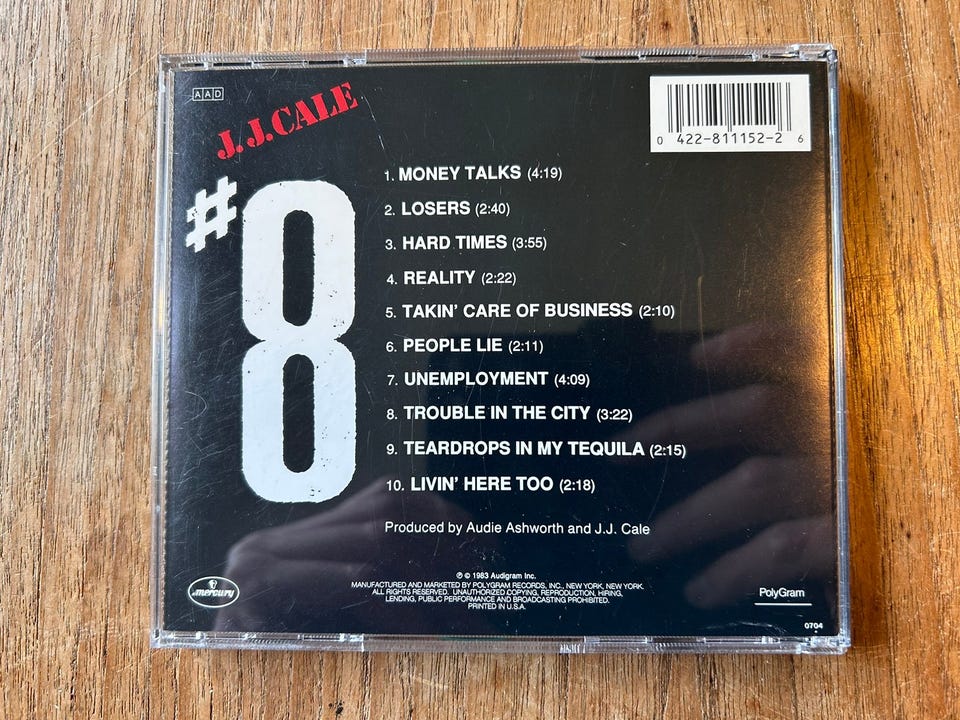 AAD
J.J. CALE
#8
0 422-811152-2 6
1. MONEY TALKS (4:19)
2. LOSERS (2:40)
3. HARD TIMES (3:55)
4. REALITY (2:22)
5. TAKIN' CARE OF BUSINESS (2:10)
6. PEOPLE LIE (2:11)
7. UNEMPLOYMENT (4:09)
8. TROUBLE IN THE CITY (3:22)
9. TEARDROPS IN MY TEQUILA (2:15)
10. LIVIN' HERE TOO (2:18)
Produced by Audie Ashworth and J.J. Cale
℗ © 1983 Audigram Inc.
MANUFACTURED AND MARKETED BY POLYGRAM RECORDS, INC., NEW YORK, NEW YORK.
ALL RIGHTS RESERVED. UNAUTHORIZED COPYING, REPRODUCTION, HIRING,
LENDING, PUBLIC PERFORMANCE AND BROADCASTING PROHIBITED.
PRINTED IN U.S.A.
mercury
PolyGram
0704